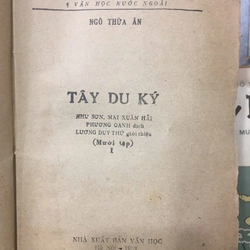 VĂN HỌC NƯỚC NGOÀI
NGÔ THỪA ÂN
TÂY DU KÝ
NHƯ SƠN, MAI XUÂN HẢI
PHƯƠNG OANH dịch
LƯƠNG DUY THỨ giới thiệu
(Mười tập)
I
NHÀ XUẤT BẢN VĂN HỌC